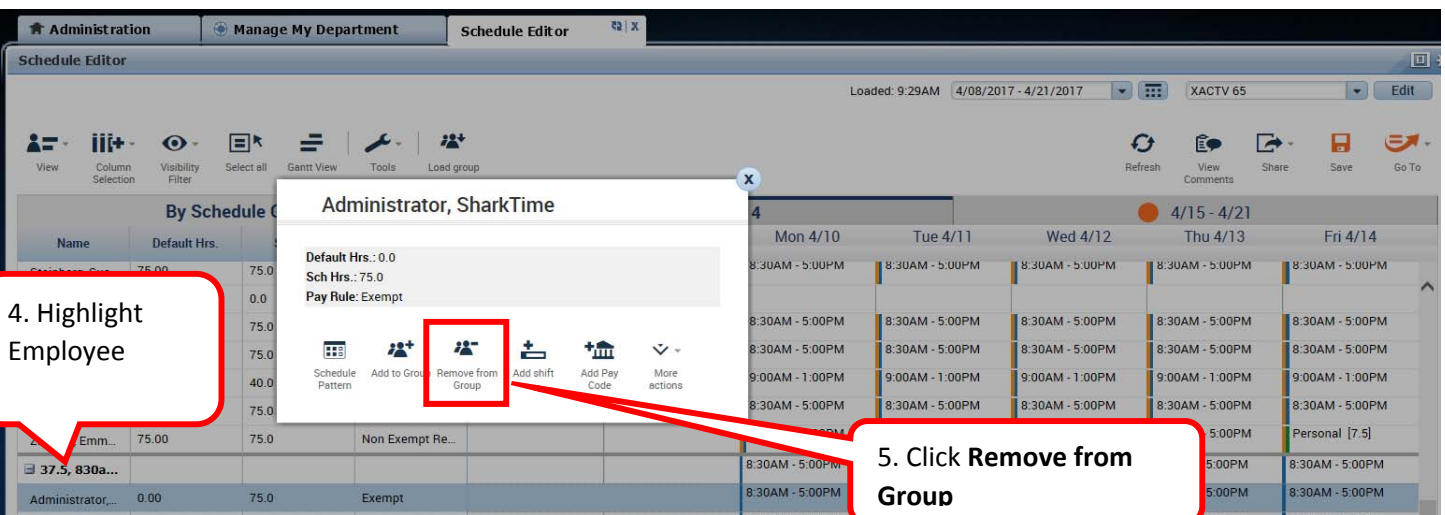 Administration Manage My Department Schedule Editor X
Schedule Editor
Loaded: 9:29AM 4/08/2017 - 4/21/2017 XACTV 65 Edit
View Column Selection Visibility Filter Select all Gantt View Tools Load group Refresh View Comments Share Save Go To
X
Administrator, SharkTime
By Schedule 4 4/15 - 4/21
Name Default Hrs. Mon 4/10 Tue 4/11 Wed 4/12 Thu 4/13 Fri 4/14
Default Hrs.: 0.0
Sch Hrs.: 75.0
Pay Rule: Exempt
75.00 75.0 8:30AM - 5:00PM 8:30AM - 5:00PM 8:30AM - 5:00PM 8:30AM - 5:00PM 8:30AM - 5:00PM
0.0
4. Highlight
Employee
75.0 8:30AM - 5:00PM 8:30AM - 5:00PM 8:30AM - 5:00PM 8:30AM - 5:00PM 8:30AM - 5:00PM
75.0 8:30AM - 5:00PM 8:30AM - 5:00PM 8:30AM - 5:00PM 8:30AM - 5:00PM 8:30AM - 5:00PM
Schedule Pattern Add to Group Remove from Group Add shift Add Pay Code More actions
40.0 9:00AM - 1:00PM 9:00AM - 1:00PM 9:00AM - 1:00PM 9:00AM - 1:00PM 9:00AM - 1:00PM
75.0 8:30AM - 5:00PM 8:30AM - 5:00PM 8:30AM - 5:00PM 8:30AM - 5:00PM 8:30AM - 5:00PM
Emm... 75.00 75.0 Non Exempt Re... 5:00PM Personal [7.5]
5. Click Remove from
Group
37.5, 830a... 8:30AM - 5:00PM 5:00PM 8:30AM - 5:00PM
Administrator,... 0.00 75.0 Exempt 8:30AM - 5:00PM 5:00PM 8:30AM - 5:00PM